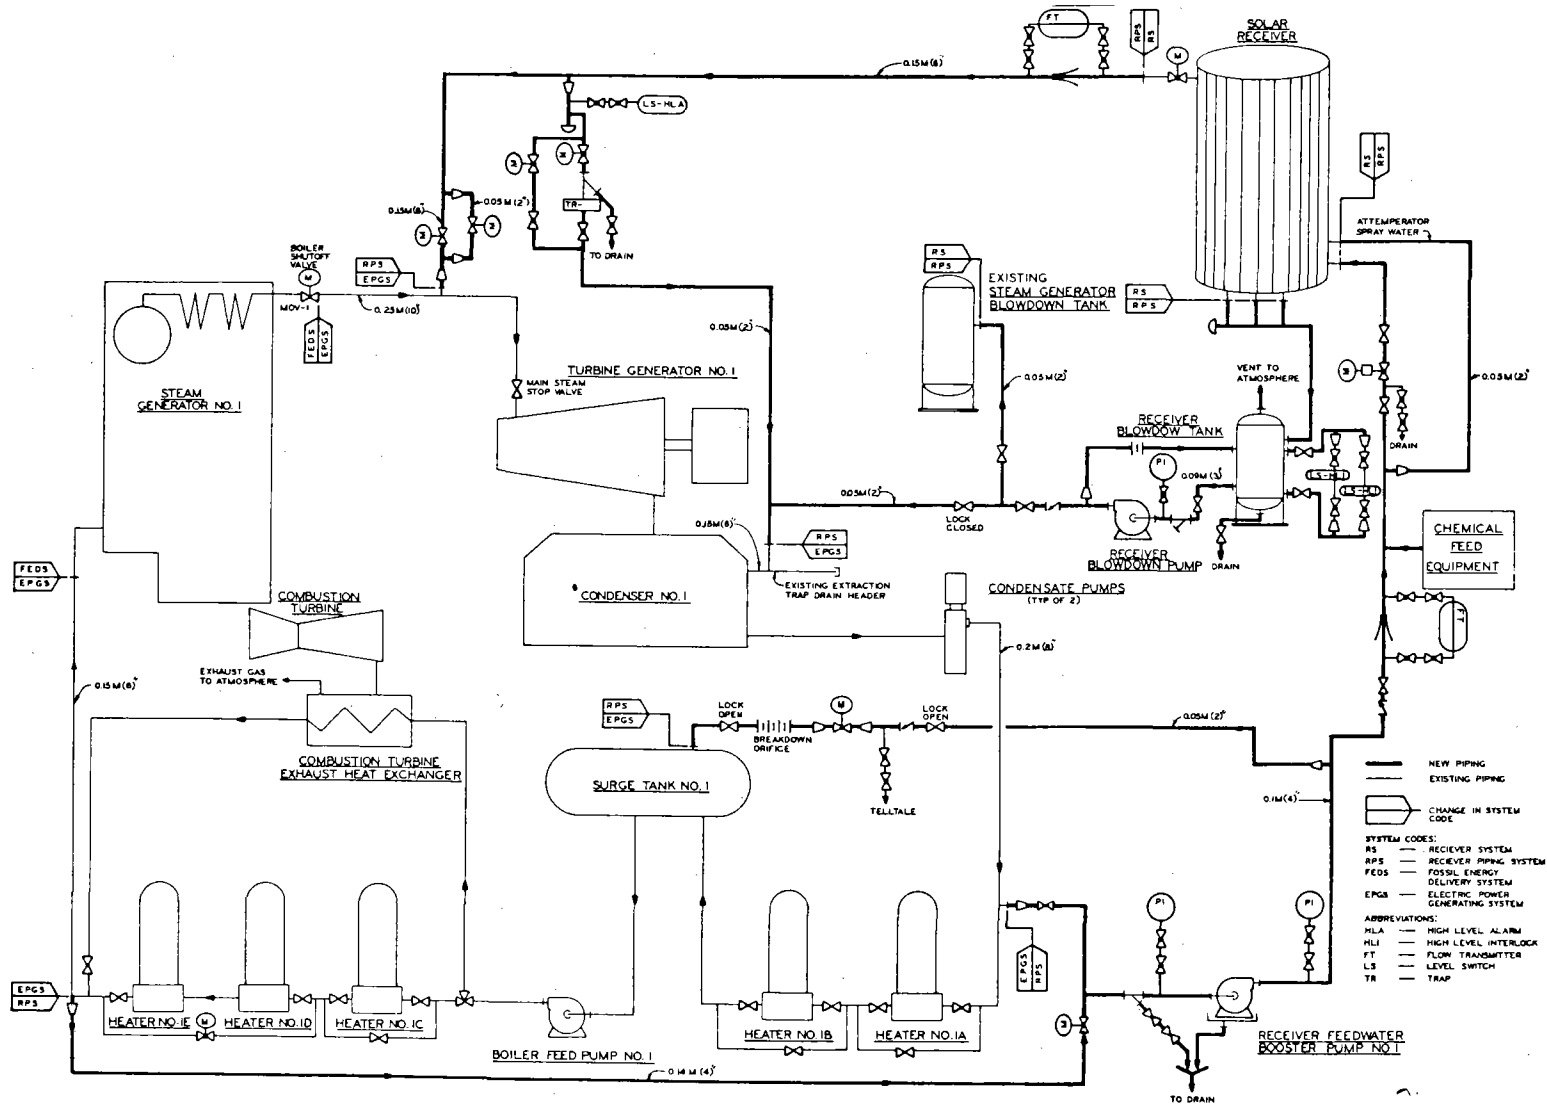 FT
RPS
RS
SOLAR
RECEIVER
M
0.15M(6)"
LS-HLA
M
M
TR-
TO DRAIN
0.15M(6)"
0.05M(2")
M
M
RS
RPS
ATTEMPERATOR
SPRAY WATER
BOILER
SHUTOFF
VALVE
M
MOV-1
RPS
EPGS
0.25M(10)"
FEDS
EPGS
STEAM
GENERATOR NO. 1
RS
RPS
EXISTING
STEAM GENERATOR
BLOWDOWN TANK
RS
RPS
0.05M(2)"
TURBINE GENERATOR NO. 1
MAIN STEAM
STOP VALVE
VENT TO
ATMOSPHERE
M
0.05M(2)"
0.05M(2)"
DRAIN
RECEIVER
BLOWDOW TANK
PI
0.09M(3)"
LS-HLI
LS-HLI
0.05M(2)"
LOCK
CLOSED
RECEIVER
BLOWDOWN PUMP
DRAIN
CHEMICAL
FEED
EQUIPMENT
0.15M(6)"
RPS
EPGS
EXISTING EXTRACTION
TRAP DRAIN HEADER
CONDENSER NO. 1
CONDENSATE PUMPS
(TYP OF 2)
FEDS
EPGS
COMBUSTION
TURBINE
EXHAUST GAS
TO ATMOSPHERE
0.15M(6)"
COMBUSTION TURBINE
EXHAUST HEAT EXCHANGER
0.2M(8)"
FT
RPS
EPGS
LOCK
OPEN
BREAKDOWN
ORIFICE
M
LOCK
OPEN
0.05M(2)"
TELLTALE
SURGE TANK NO. 1
0.1M(4)"
NEW PIPING
EXISTING PIPING
CHANGE IN SYSTEM
CODE
SYSTEM CODES:
RS — RECIEVER SYSTEM
RPS — RECIEVER PIPING SYSTEM
FEDS — FOSSIL ENERGY
DELIVERY SYSTEM
EPGS — ELECTRIC POWER
GENERATING SYSTEM
ABBREVIATIONS:
HLA — HIGH LEVEL ALARM
HLI — HIGH LEVEL INTERLOCK
FT — FLOW TRANSMITTER
LS — LEVEL SWITCH
TR — TRAP
PI
PI
EPGS
RPS
EPGS
RPS
HEATER NO. 1E
M
HEATER NO. 1D
HEATER NO. 1C
BOILER FEED PUMP NO. 1
HEATER NO. 1B
HEATER NO. 1A
M
RECEIVER FEEDWATER
BOOSTER PUMP NO. 1
0.14M(4)"
TO DRAIN